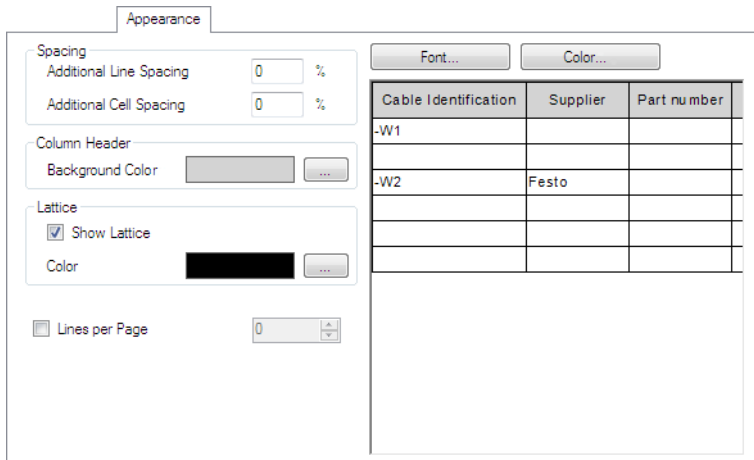 Appearance
Spacing
Additional Line Spacing 0 %
Additional Cell Spacing 0 %
Column Header
Background Color ...
Lattice
Show Lattice
Color ...
Lines per Page 0
Font... Color...
Cable Identification Supplier Part number
-W1
-W2 Festo